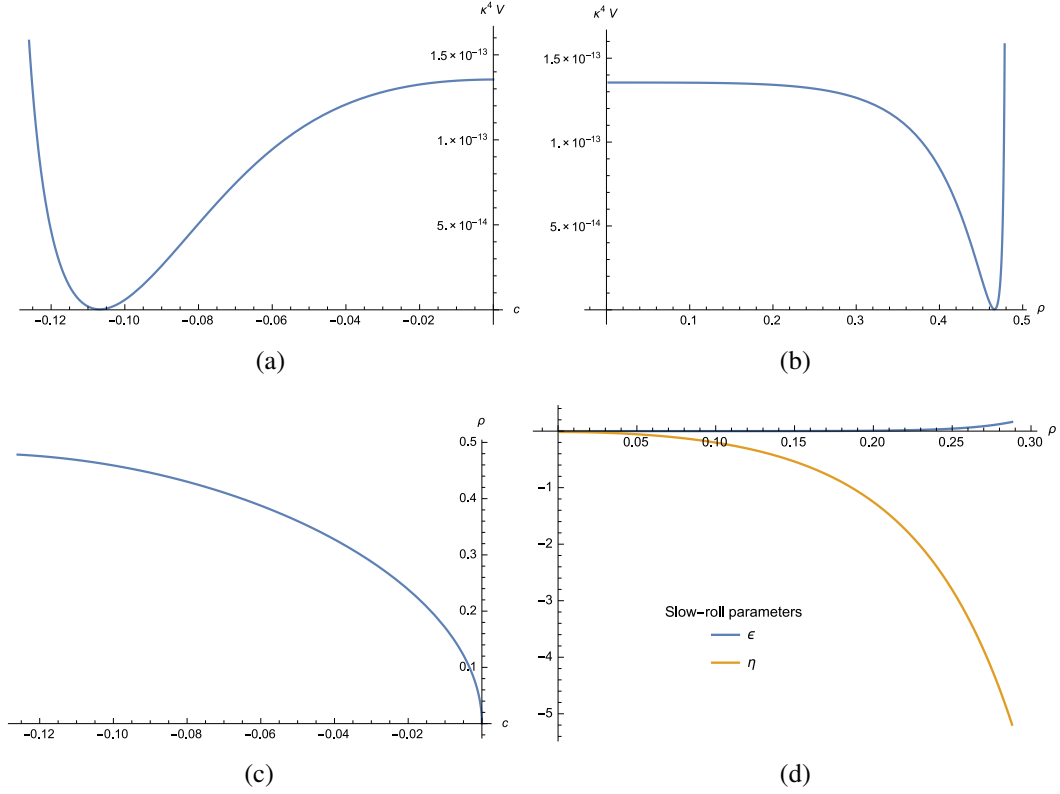 κ⁴ V
1.5×10⁻¹³
1.×10⁻¹³
5.×10⁻¹⁴
−0.12 −0.10 −0.08 −0.06 −0.04 −0.02 c
(a)
κ⁴ V
1.5×10⁻¹³
1.×10⁻¹³
5.×10⁻¹⁴
0.1 0.2 0.3 0.4 0.5 ρ
(b)
ρ
0.5
0.4
0.3
0.2
0.1
−0.12 −0.10 −0.08 −0.06 −0.04 −0.02 c
(c)
0.05 0.10 0.15 0.20 0.25 0.30 ρ
−1
−2
−3
−4
−5
Slow−roll parameters
ϵ
η
(d)